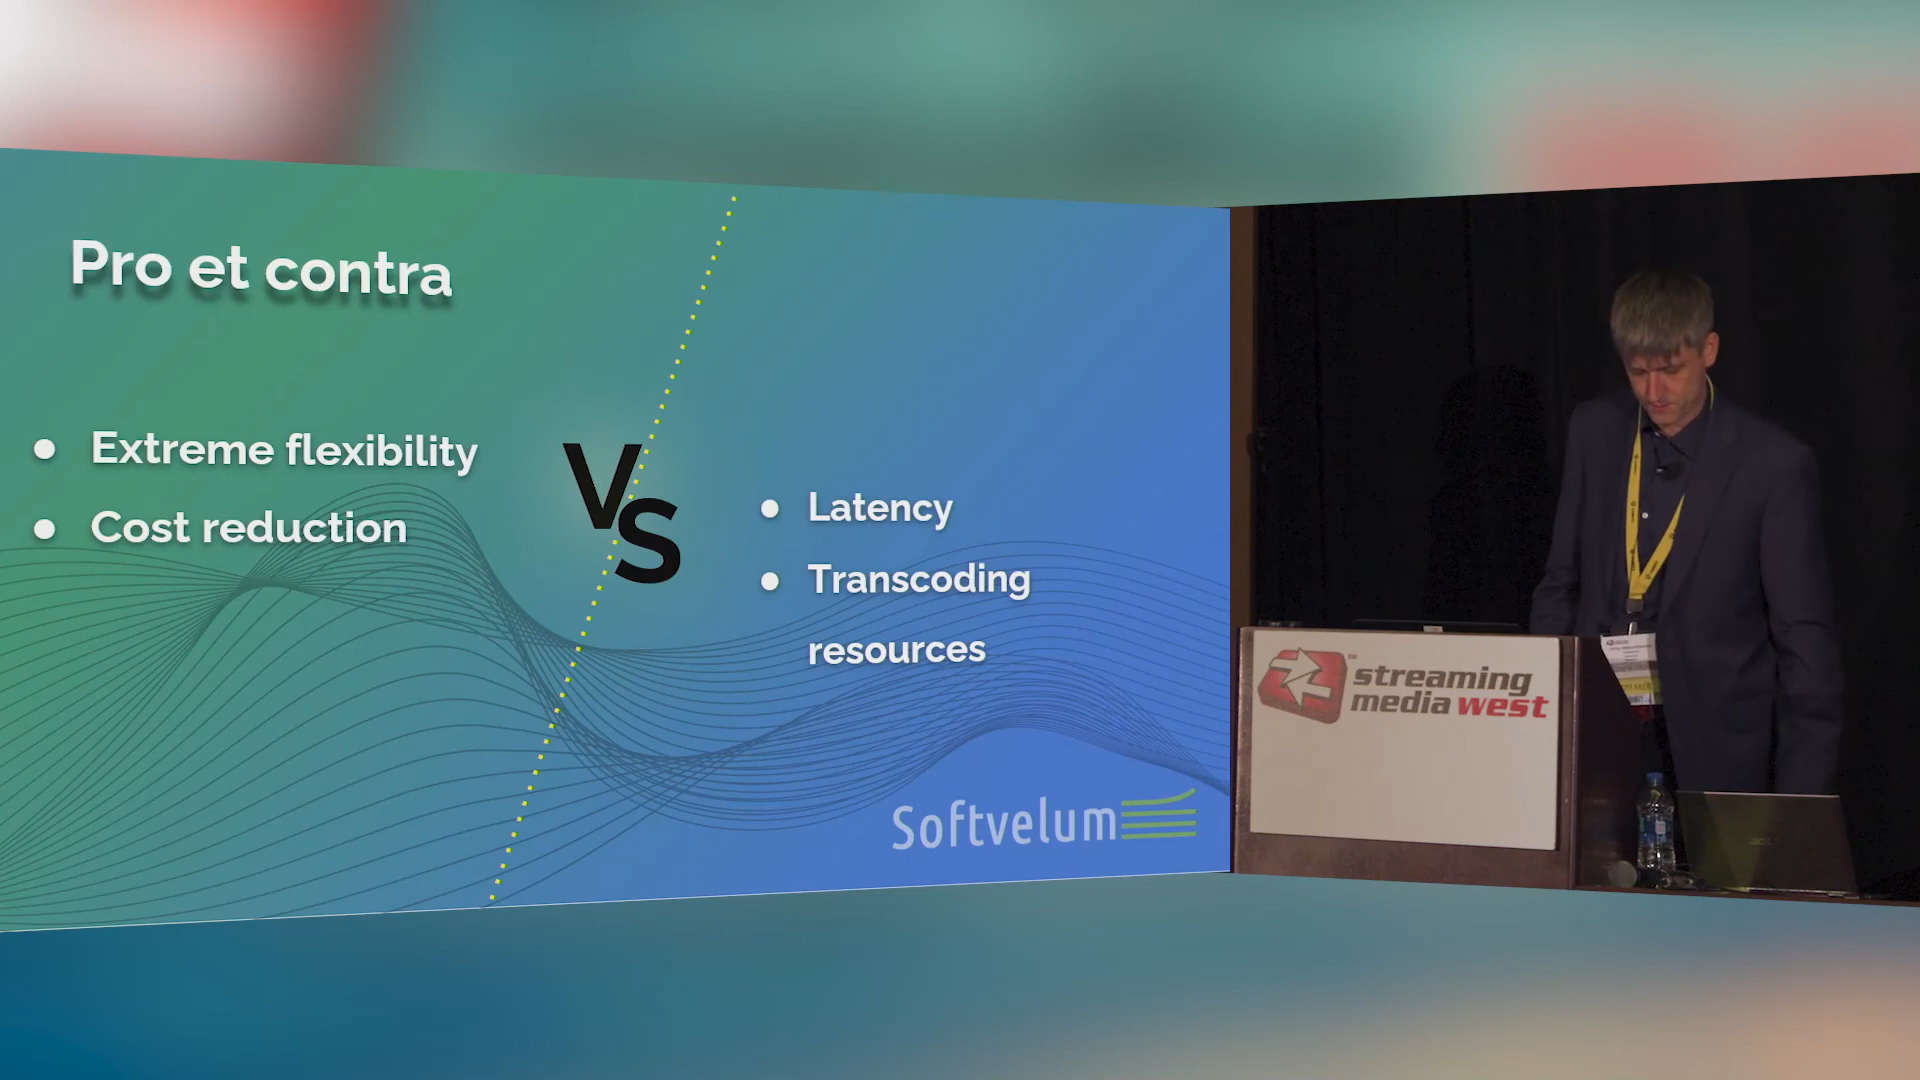 Pro et contra
Extreme flexibility
Cost reduction
VS
Latency
Transcoding
resources
Softvelum
streaming
media west